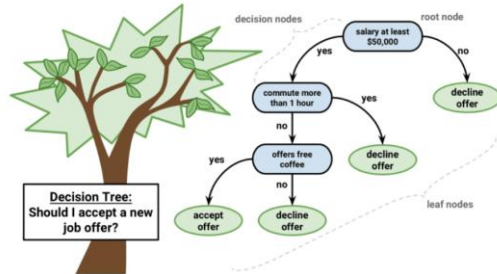 decision nodes
root node
salary at least
$50,000
yes
no
commute more
than 1 hour
decline
offer
yes
no
offers free
coffee
decline
offer
yes
no
Decision Tree:
Should I accept a new
job offer?
accept
offer
decline
offer
leaf nodes